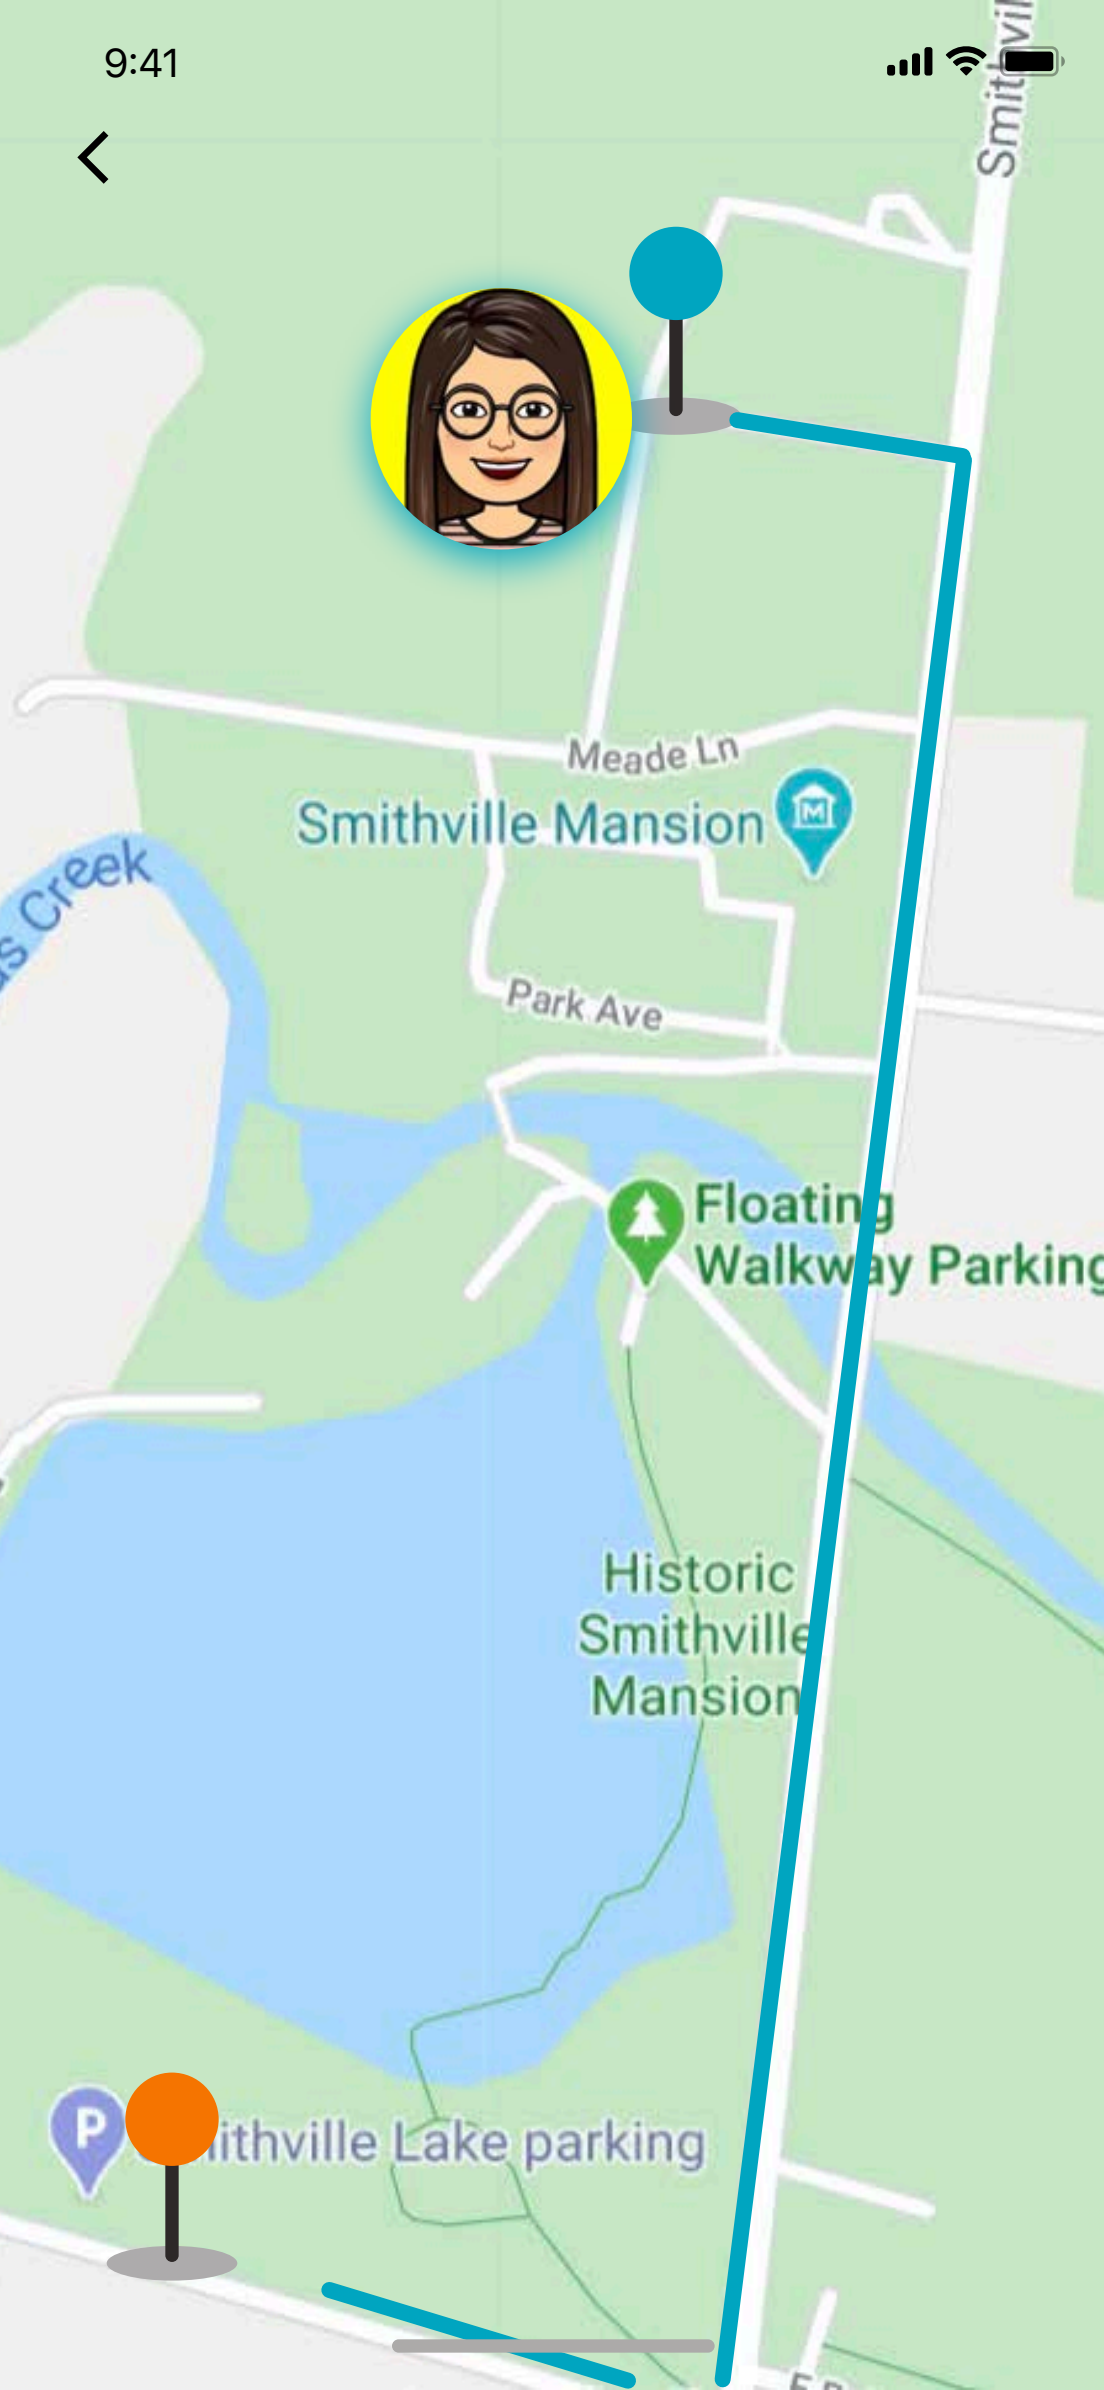 9:41
Smithvil
Meade Ln
Smithville Mansion
M
Creek
Park Ave
Floating
Walkway Parking
Historic
Smithville
Mansion
P
ithville Lake parking